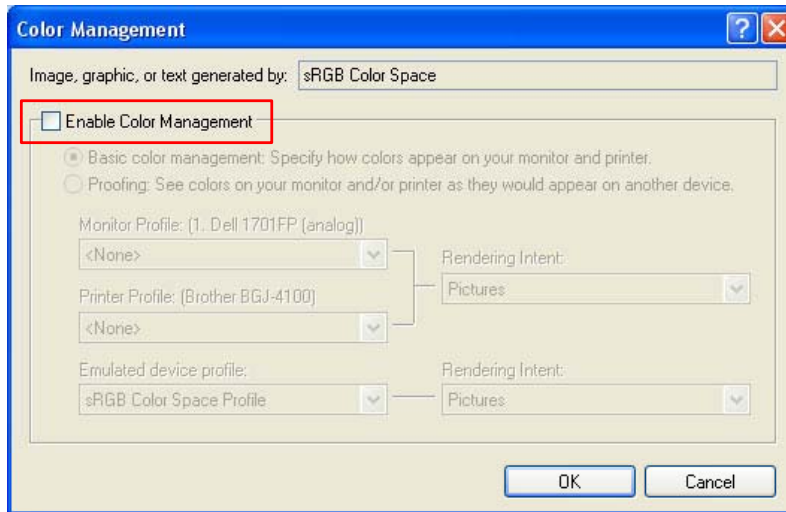 Color Management
Image, graphic, or text generated by: sRGB Color Space
Enable Color Management
Basic color management: Specify how colors appear on your monitor and printer.
Proofing: See colors on your monitor and/or printer as they would appear on another device.
Monitor Profile: (1. Dell 1701FP (analog))
<None>
Rendering Intent:
Pictures
Printer Profile: (Brother BGJ-4100)
<None>
Emulated device profile:
Rendering Intent:
sRGB Color Space Profile
Pictures
OK
Cancel